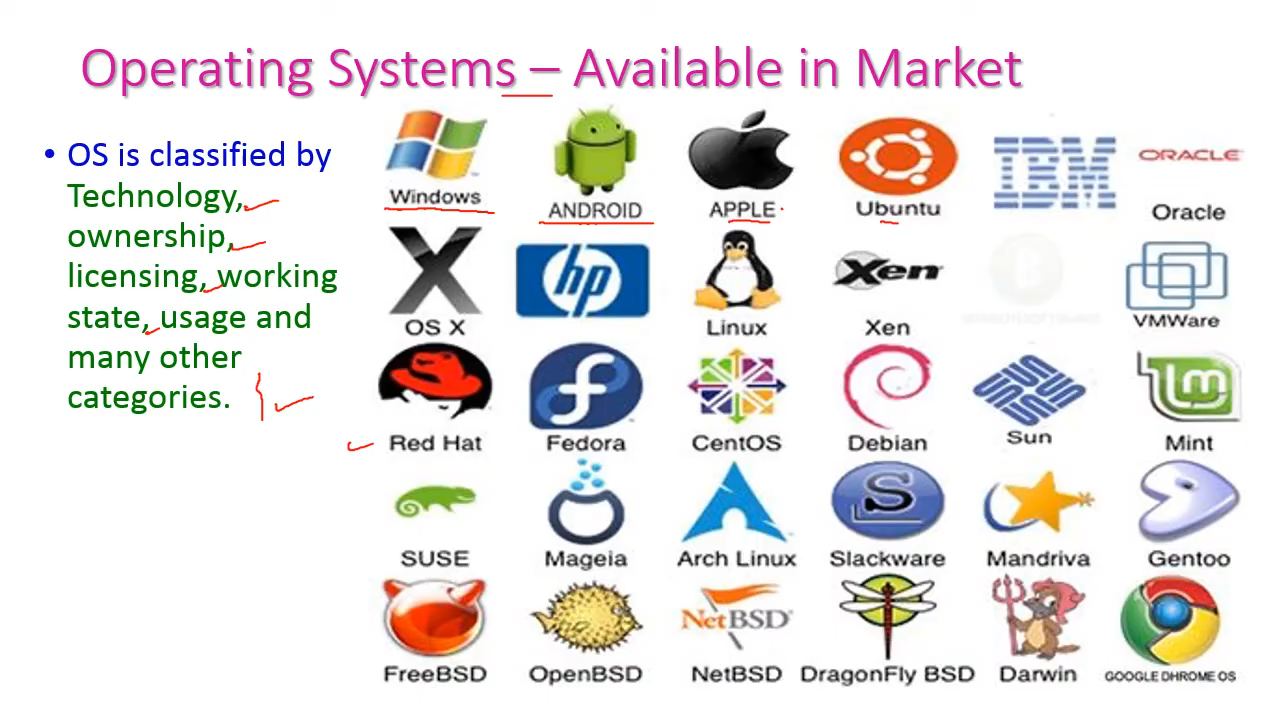 Operating Systems – Available in Market
• OS is classified by
Technology,
ownership,
licensing, working
state, usage and
many other
categories.
Windows
ANDROID
APPLE
Ubuntu
IBM
ORACLE
Oracle
X
OS X
hp
Linux
Xen
Xen
VMWare
Red Hat
Fedora
CentOS
Debian
Sun
lm
Mint
SUSE
Mageia
Arch Linux
S
Slackware
Mandriva
Gentoo
FreeBSD
OpenBSD
NetBSD
NetBSD
DragonFly BSD
Darwin
GOOGLE DHROME OS